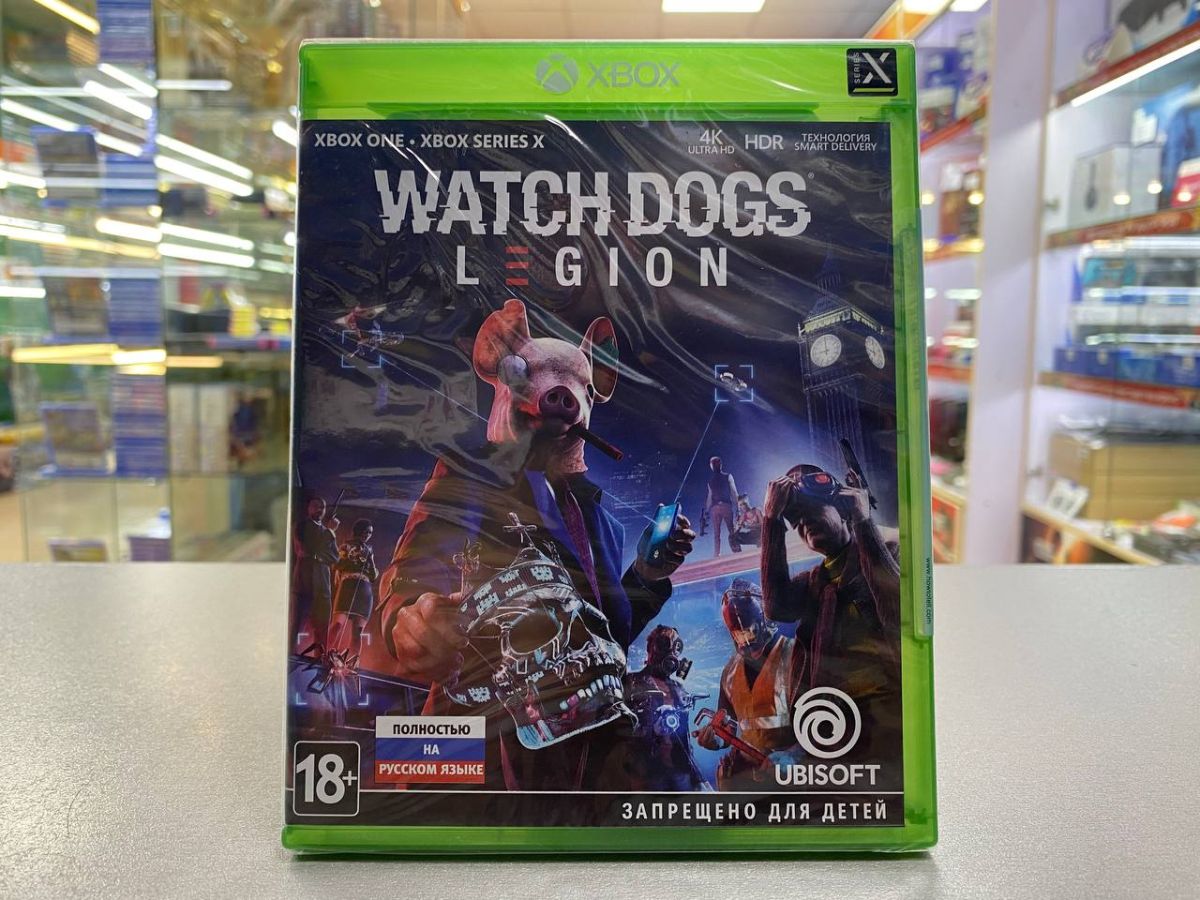 XBOX
SERIES X
XBOX ONE • XBOX SERIES X
4K
ULTRA HD
HDR
ТЕХНОЛОГИЯ
SMART DELIVERY
WATCH DOGS
LEGION
ПОЛНОСТЬЮ
НА
РУССКОМ ЯЗЫКЕ
18+
UBISOFT
ЗАПРЕЩЕНО ДЛЯ ДЕТЕЙ